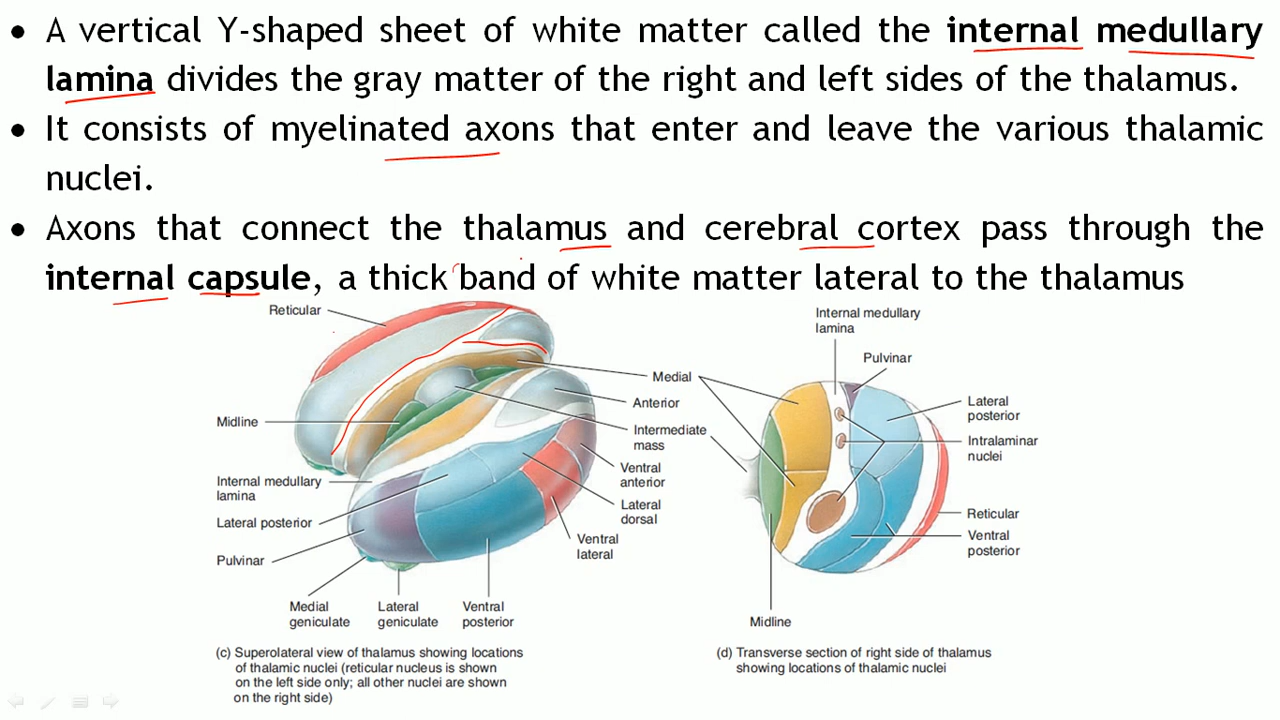 • A vertical Y-shaped sheet of white matter called the internal medullary
lamina divides the gray matter of the right and left sides of the thalamus.
• It consists of myelinated axons that enter and leave the various thalamic
nuclei.
• Axons that connect the thalamus and cerebral cortex pass through the
internal capsule, a thick band of white matter lateral to the thalamus
Reticular
Midline
Internal medullary
lamina
Lateral posterior
Pulvinar
Medial
geniculate
Lateral
geniculate
Ventral
posterior
Medial
Anterior
Intermediate
mass
Ventral
anterior
Lateral
dorsal
Ventral
lateral
(c) Superolateral view of thalamus showing locations
of thalamic nuclei (reticular nucleus is shown
on the left side only; all other nuclei are shown
on the right side)
Internal medullary
lamina
Pulvinar
Lateral
posterior
Intralaminar
nuclei
Reticular
Ventral
posterior
Midline
(d) Transverse section of right side of thalamus
showing locations of thalamic nuclei